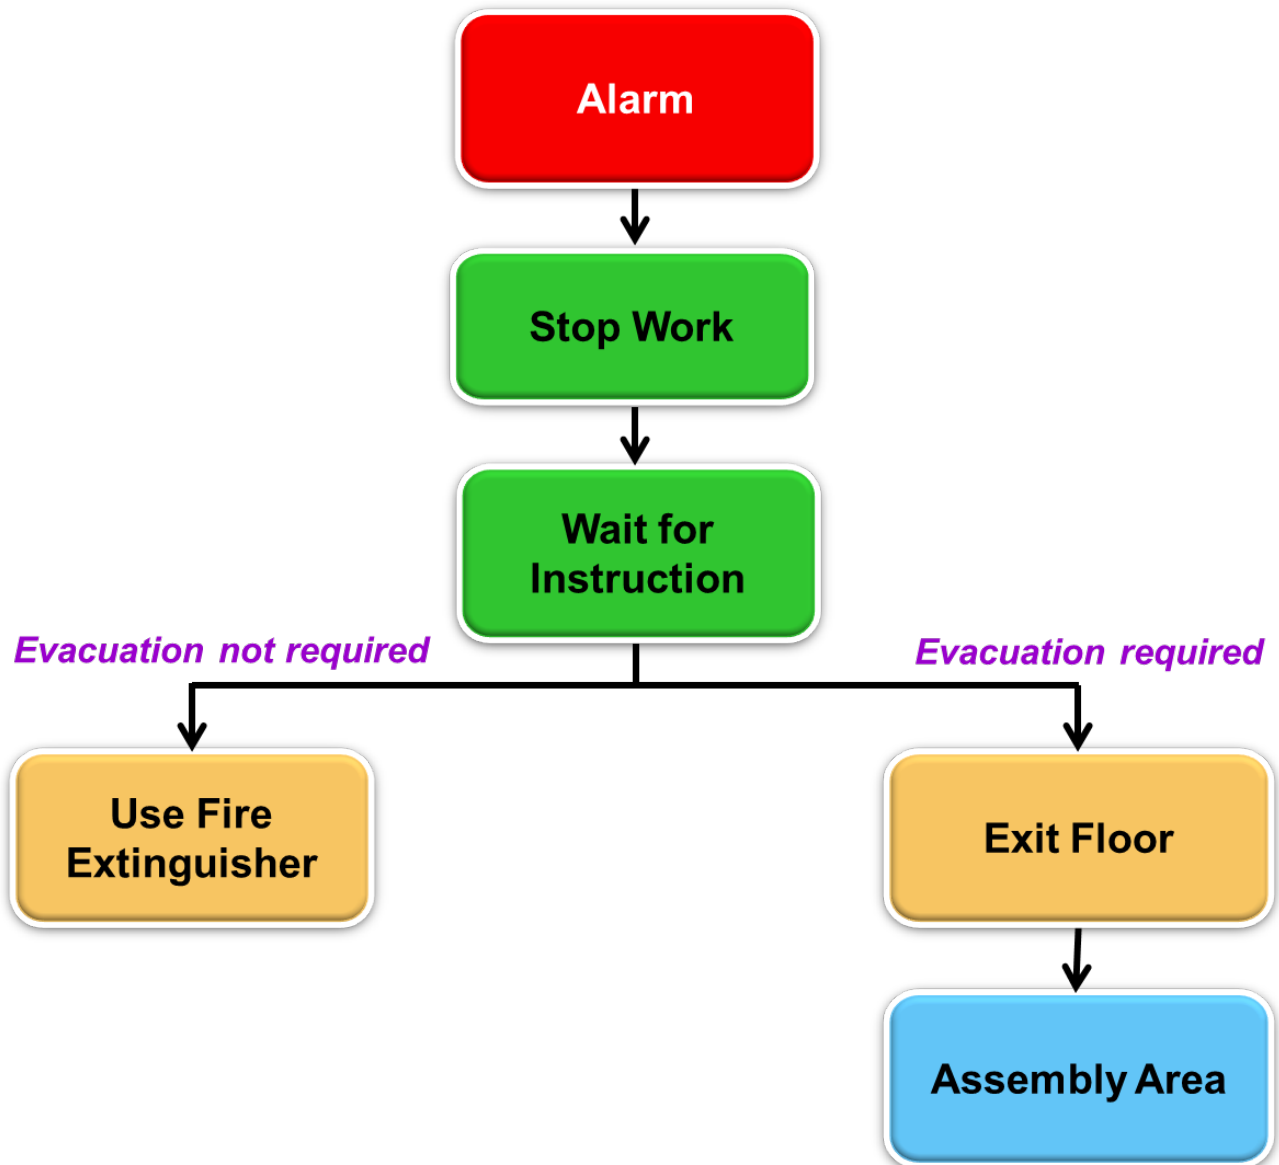 Alarm
Stop Work
Wait for
Instruction
Evacuation not required
Evacuation required
Use Fire
Extinguisher
Exit Floor
Assembly Area